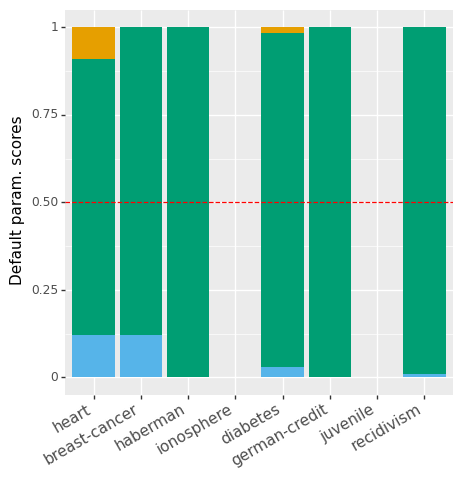 Default param. scores
1
0.75
0.50
0.25
0
heart
breast-cancer
haberman
ionosphere
diabetes
german-credit
juvenile
recidivism